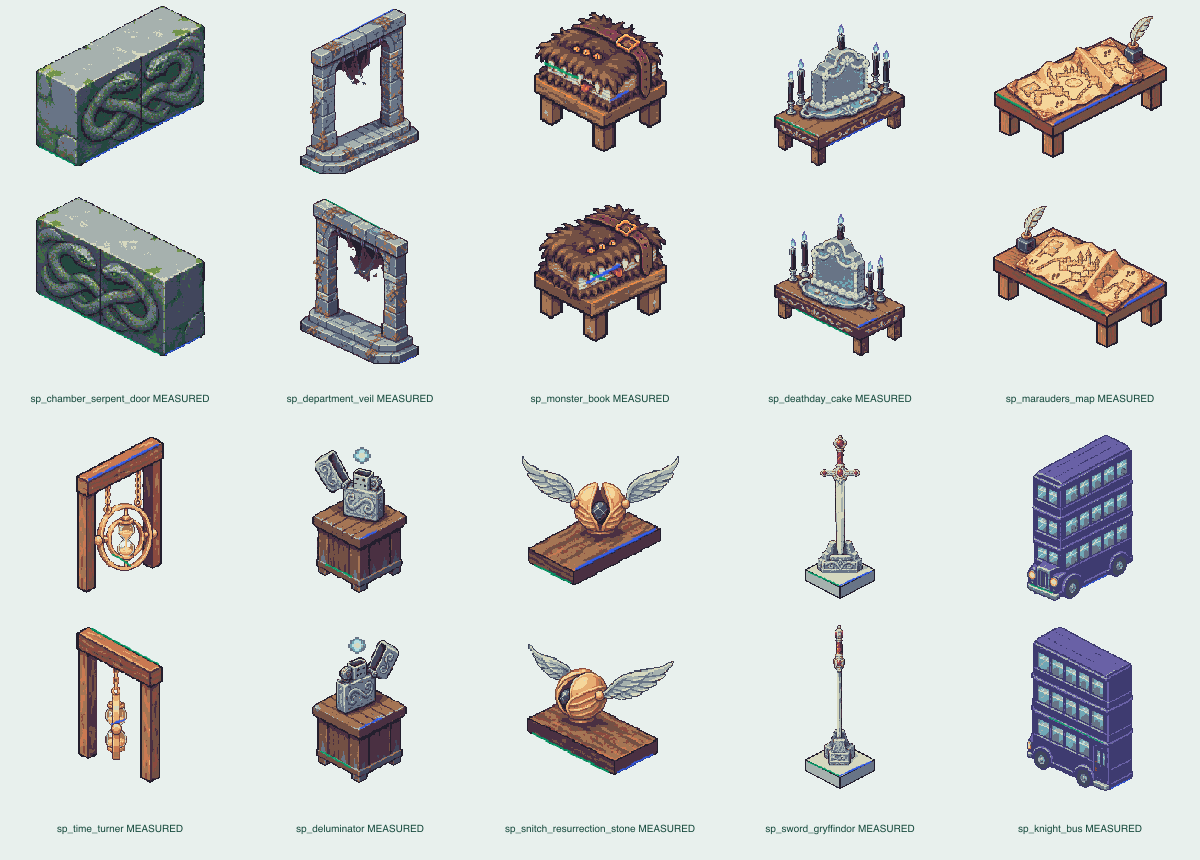 sp_chamber_serpent_door MEASURED
sp_department_veil MEASURED
sp_monster_book MEASURED
sp_deathday_cake MEASURED
sp_marauders_map MEASURED
sp_time_turner MEASURED
sp_deluminator MEASURED
sp_snitch_resurrection_stone MEASURED
sp_sword_gryffindor MEASURED
sp_knight_bus MEASURED